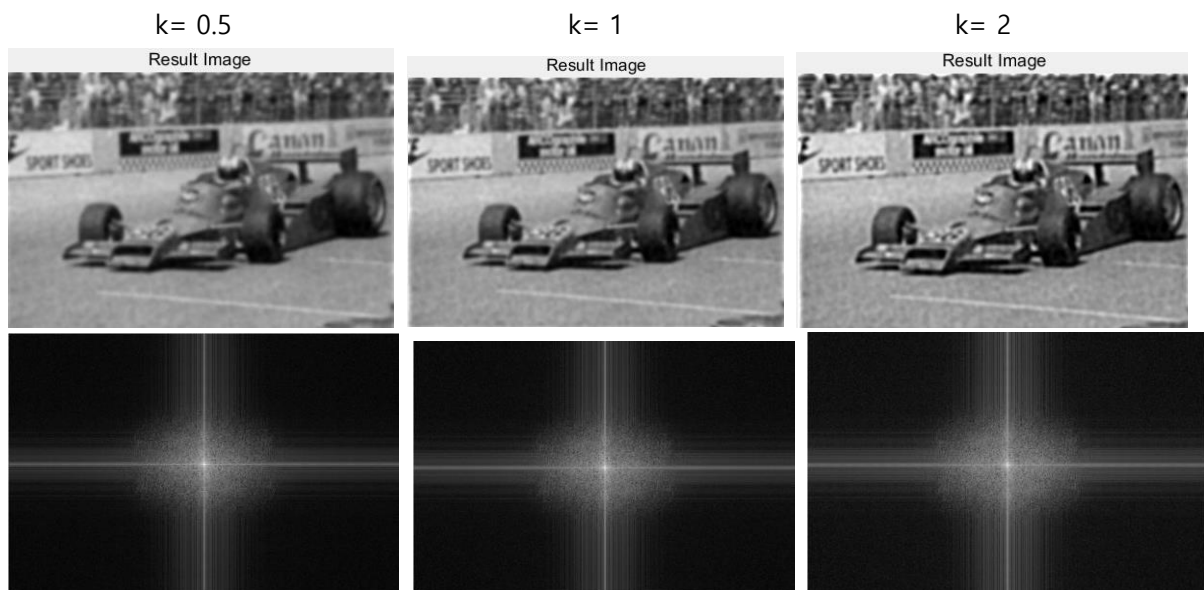 k= 0.5
k= 1
k= 2
Result Image
Result Image
Result Image
SPORT SHOES
Canon
SPORT SHOES
Canon
SPORT SHOES
Canon